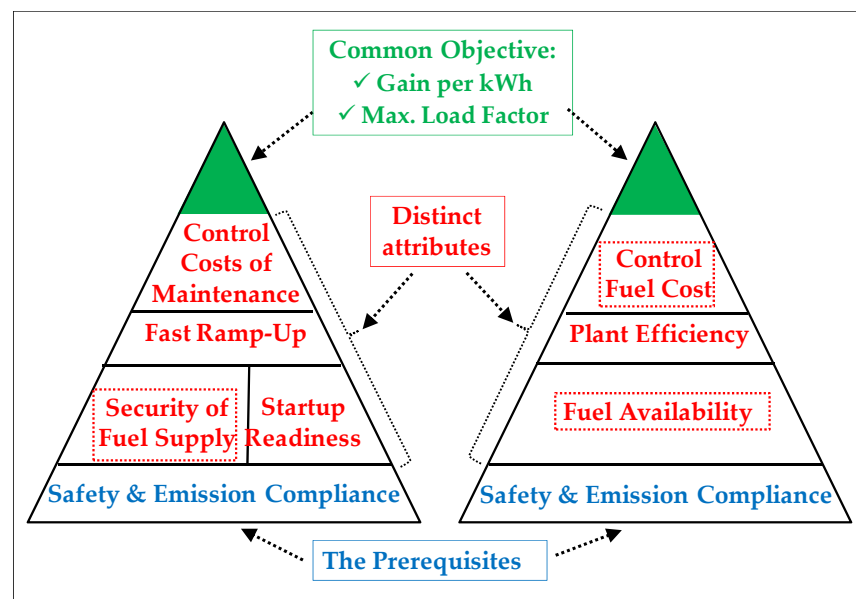 Common Objective:
✓ Gain per kWh
✓ Max. Load Factor
Distinct
attributes
Control
Costs of
Maintenance
Fast Ramp-Up
Security of
Fuel Supply
Startup
Readiness
Safety & Emission Compliance
Control
Fuel Cost
Plant Efficiency
Fuel Availability
Safety & Emission Compliance
The Prerequisites